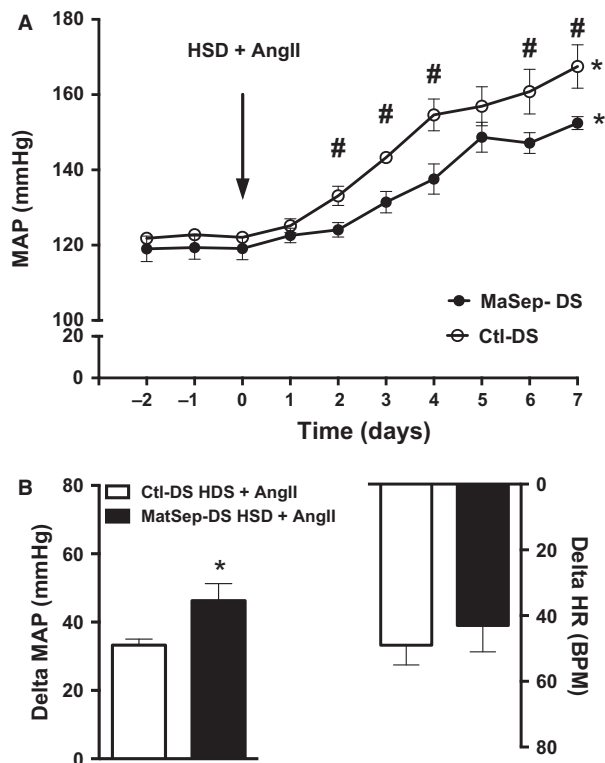 A
HSD + AngII
# # # # # #
* *
MAP (mmHg)
180
160
140
120
100
20
0
MaSep- DS
Ctl-DS
–2 –1 0 1 2 3 4 5 6 7
Time (days)
B
Ctl-DS HDS + AngII
MatSep-DS HSD + AngII
*
Delta MAP (mmHg)
80
60
40
20
0
Delta HR (BPM)
0
20
40
60
80